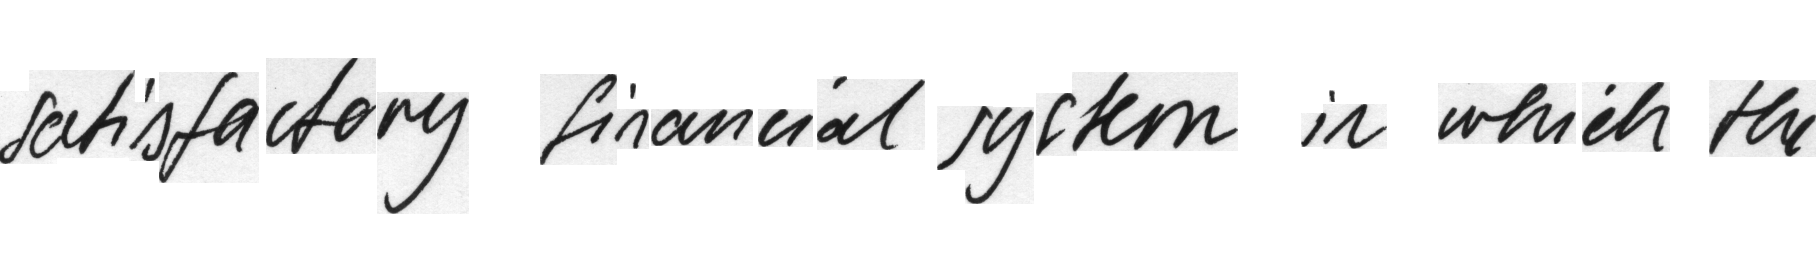 satisfactory financial system in which the